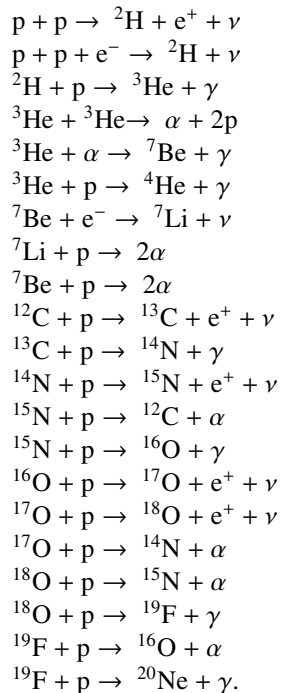 p + p → ²H + e⁺ + ν
p + p + e⁻ → ²H + ν
²H + p → ³He + γ
³He + ³He→ α + 2p
³He + α → ⁷Be + γ
³He + p → ⁴He + γ
⁷Be + e⁻ → ⁷Li + ν
⁷Li + p → 2α
⁷Be + p → 2α
¹²C + p → ¹³C + e⁺ + ν
¹³C + p → ¹⁴N + γ
¹⁴N + p → ¹⁵N + e⁺ + ν
¹⁵N + p → ¹²C + α
¹⁵N + p → ¹⁶O + γ
¹⁶O + p → ¹⁷O + e⁺ + ν
¹⁷O + p → ¹⁸O + e⁺ + ν
¹⁷O + p → ¹⁴N + α
¹⁸O + p → ¹⁵N + α
¹⁸O + p → ¹⁹F + γ
¹⁹F + p → ¹⁶O + α
¹⁹F + p → ²⁰Ne + γ.